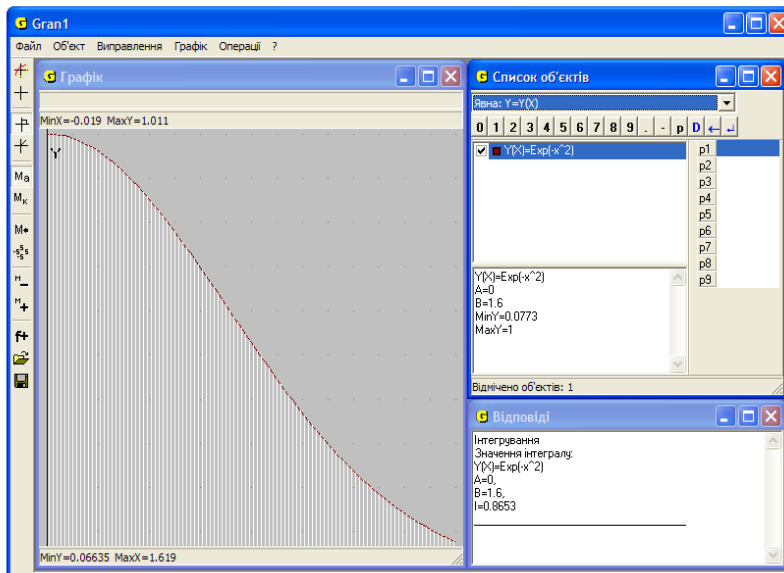 Gran1
Файл Об'єкт Виправлення Графік Операції ?
Графік
MinX=-0.019 MaxY=1.011
Y
MinY=0.06635 MaxX=1.619
Список об'єктів
Явна: Y=Y(X)
0 1 2 3 4 5 6 7 8 9 . - p D
Y(X)=Exp(-x^2)
p1
p2
p3
p4
p5
p6
p7
p8
p9
Y(X)=Exp(-x^2)
A=0
B=1.6
MinY=0.0773
MaxY=1
Відмічено об'єктів: 1
Відповіді
Інтегрування
Значення інтегралу:
Y(X)=Exp(-x^2)
A=0,
B=1.6,
I=0.8653
Ma
Mк
M
M
M
f+